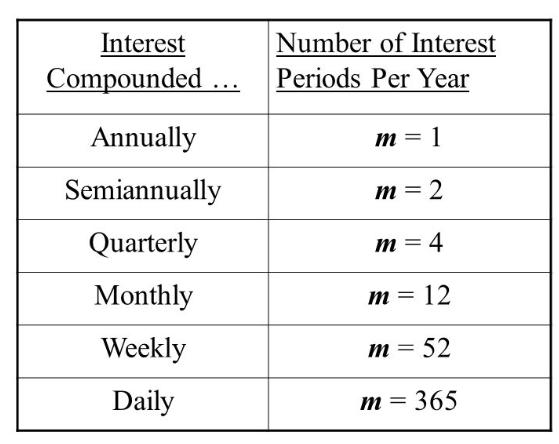 Interest Compounded …
Number of Interest Periods Per Year
Annually m = 1
Semiannually m = 2
Quarterly m = 4
Monthly m = 12
Weekly m = 52
Daily m = 365